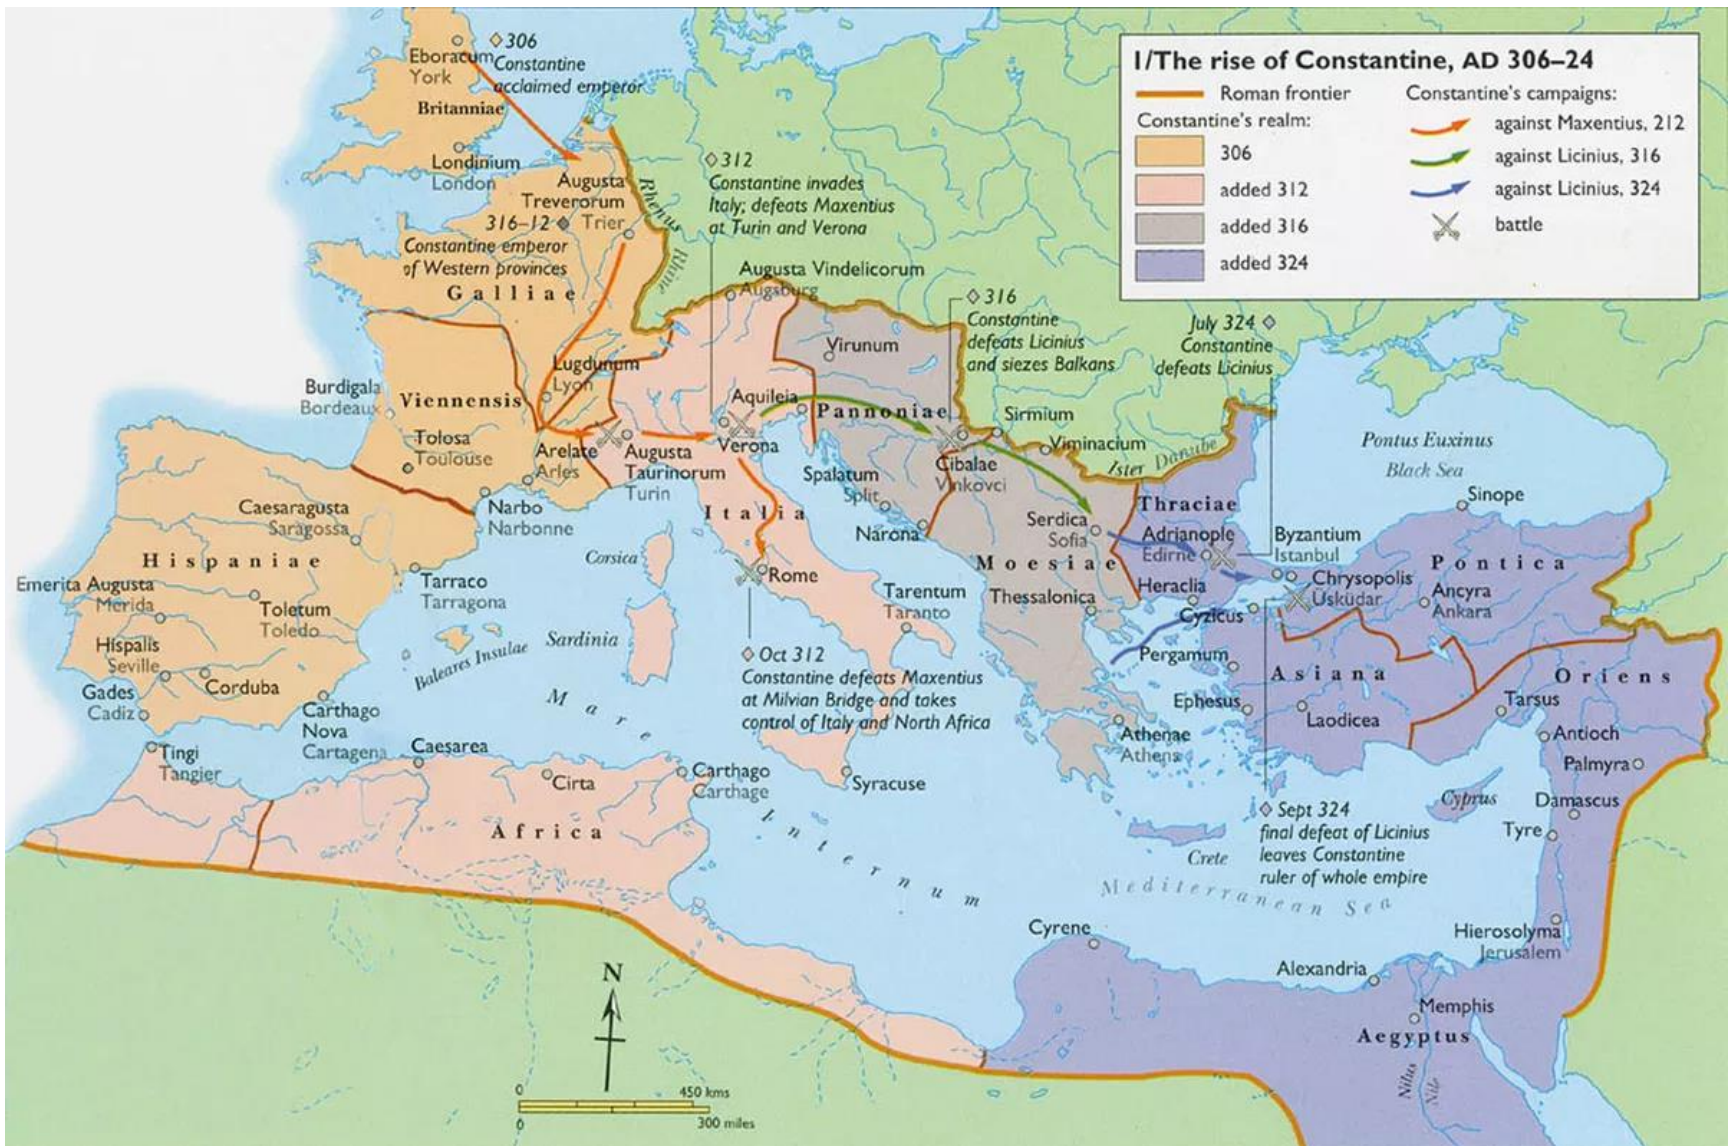 1/The rise of Constantine, AD 306–24
Roman frontier
Constantine's realm:
306
added 312
added 316
added 324
Constantine's campaigns:
against Maxentius, 212
against Licinius, 316
against Licinius, 324
battle
306
Constantine
acclaimed emperor
Eboracum
York
Britanniae
Londinium
London
312
Constantine invades
Italy; defeats Maxentius
at Turin and Verona
Augusta
Treverorum
Trier
316–12
Constantine emperor
of Western provinces
Galliae
Rhenus
Rhine
Augusta Vindelicorum
Augsburg
316
Constantine
defeats Licinius
and siezes Balkans
July 324
Constantine
defeats Licinius
Virunum
Lugdunum
Lyon
Burdigala
Bordeaux
Viennensis
Aquileia
Pannoniae
Sirmium
Viminacium
Ister Danube
Pontus Euxinus
Black Sea
Tolosa
Toulouse
Arelate
Arles
Augusta
Taurinorum
Turin
Verona
Spalatum
Split
Cibalae
Vinkovci
Caesaragusta
Saragossa
Narbo
Narbonne
Italia
Narona
Serdica
Sofia
Thraciae
Adrianople
Edirne
Byzantium
Istanbul
Sinope
Hispaniae
Corsica
Rome
Moesiae
Chrysopolis
Üsküdar
Pontica
Emerita Augusta
Merida
Toletum
Toledo
Tarraco
Tarragona
Tarentum
Taranto
Thessalonica
Heraclia
Cyzicus
Ancyra
Ankara
Hispalis
Seville
Corduba
Baleares Insulae
Sardinia
Oct 312
Constantine defeats Maxentius
at Milvian Bridge and takes
control of Italy and North Africa
Pergamum
Asiana
Oriens
Gades
Cadiz
Carthago
Nova
Cartagena
Ephesus
Laodicea
Tarsus
Athenae
Athens
Antioch
Palmyra
Tingi
Tangier
Caesarea
Cirta
Carthago
Carthage
Syracuse
Mare
Internum
Mediterranean Sea
Africa
Sept 324
final defeat of Licinius
leaves Constantine
ruler of whole empire
Crete
Cyprus
Damascus
Tyre
Cyrene
Hierosolyma
Jerusalem
Alexandria
Memphis
Aegyptus
Nilus
Nile
N
0
450 kms
0
300 miles